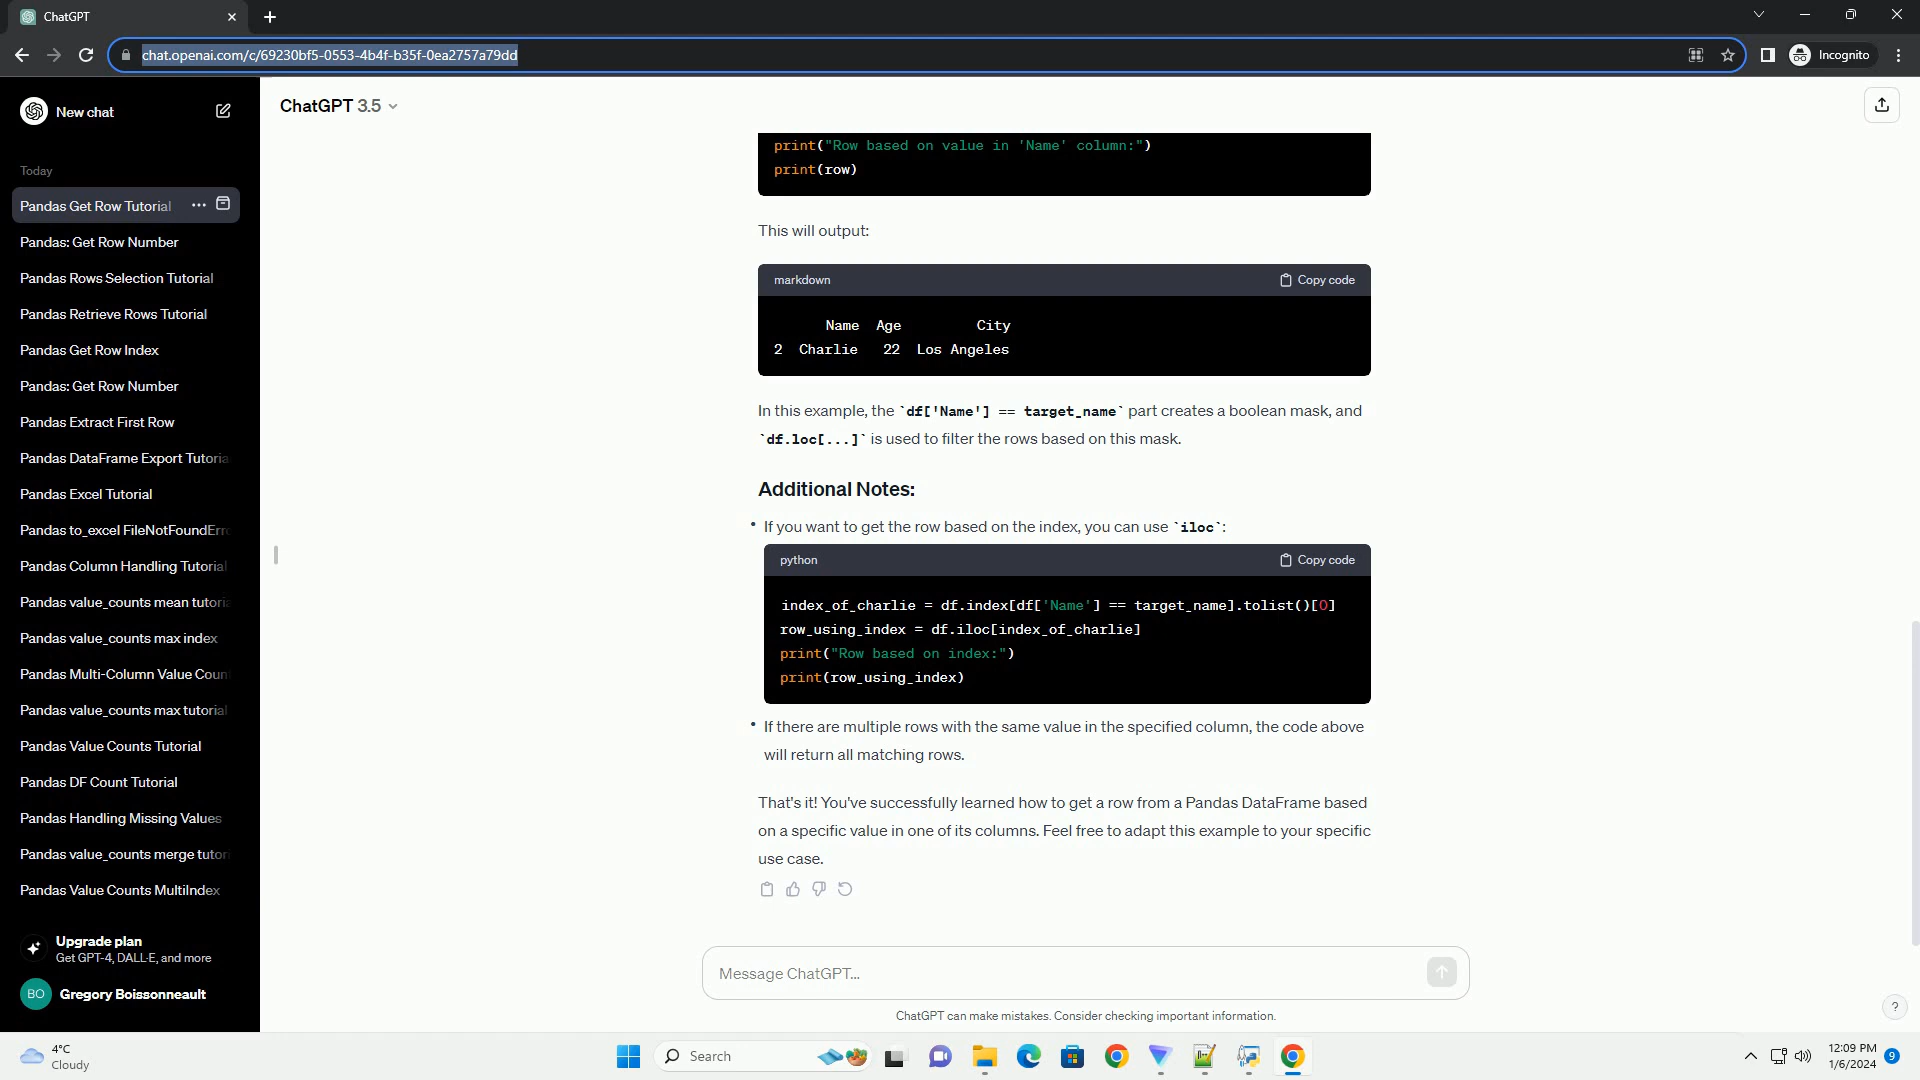 ChatGPT
chat.openai.com/c/69230bf5-0553-4b4f-b35f-0ea2757a79dd
Incognito
New chat
Today
Pandas Get Row Tutorial
Pandas: Get Row Number
Pandas Rows Selection Tutorial
Pandas Retrieve Rows Tutorial
Pandas Get Row Index
Pandas: Get Row Number
Pandas Extract First Row
Pandas DataFrame Export Tutoria
Pandas Excel Tutorial
Pandas to_excel FileNotFoundErr
Pandas Column Handling Tutorial
Pandas value_counts mean tutori
Pandas value_counts max index
Pandas Multi-Column Value Coun
Pandas value_counts max tutorial
Pandas Value Counts Tutorial
Pandas DF Count Tutorial
Pandas Handling Missing Values
Pandas value_counts merge tutor
Pandas Value Counts MultiIndex
Upgrade plan
Get GPT-4, DALL·E, and more
BO
Gregory Boissonneault
ChatGPT 3.5
print("Row based on value in 'Name' column:")
print(row)
This will output:
markdown
Copy code
Name Age City
2 Charlie 22 Los Angeles
In this example, the `df['Name'] == target_name` part creates a boolean mask, and
`df.loc[...]` is used to filter the rows based on this mask.
Additional Notes:
• If you want to get the row based on the index, you can use `iloc`:
python
Copy code
index_of_charlie = df.index[df['Name'] == target_name].tolist()[0]
row_using_index = df.iloc[index_of_charlie]
print("Row based on index:")
print(row_using_index)
• If there are multiple rows with the same value in the specified column, the code above
will return all matching rows.
That's it! You've successfully learned how to get a row from a Pandas DataFrame based
on a specific value in one of its columns. Feel free to adapt this example to your specific
use case.
Message ChatGPT...
ChatGPT can make mistakes. Consider checking important information.
?
4°C
Cloudy
Search
12:09 PM
1/6/2024
9